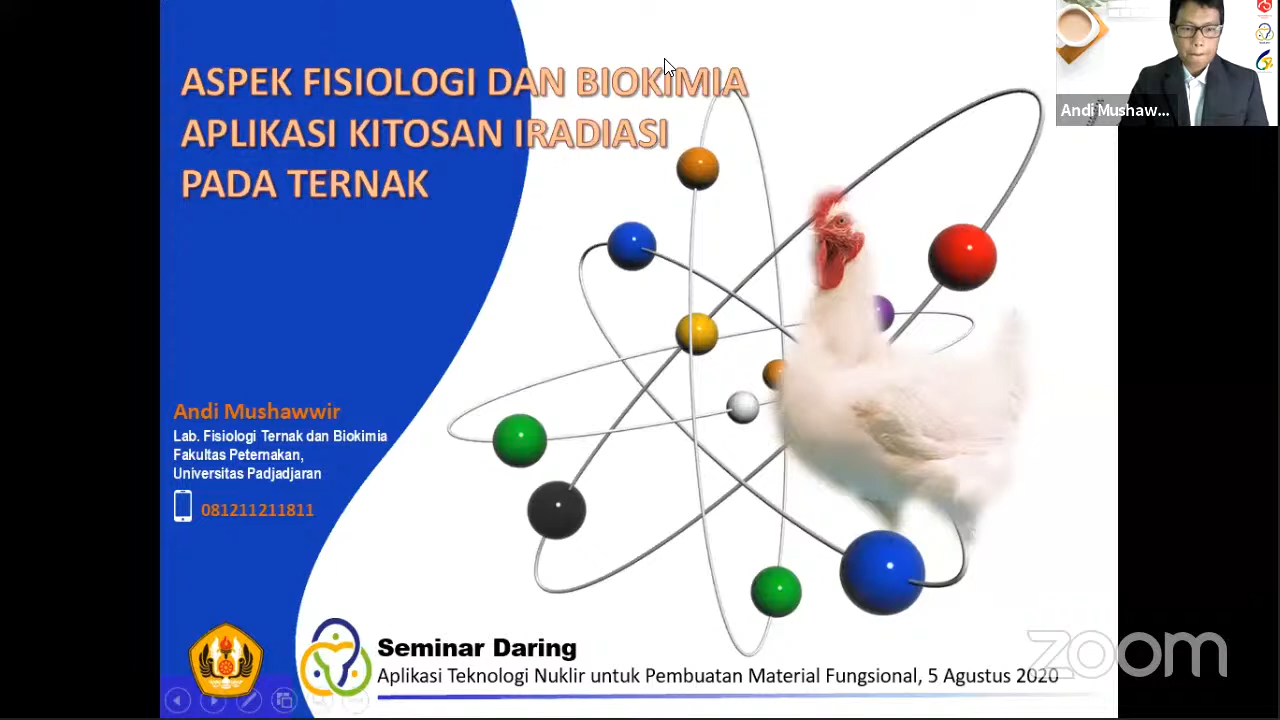 ASPEK FISIOLOGI DAN BIOKIMIA
APLIKASI KITOSAN IRADIASI
PADA TERNAK
Andi Mushaww...
Andi Mushawwir
Lab. Fisiologi Ternak dan Biokimia
Fakultas Peternakan,
Universitas Padjadjaran
081211211811
Seminar Daring
Aplikasi Teknologi Nuklir untuk Pembuatan Material Fungsional, 5 Agustus 2020
zoom